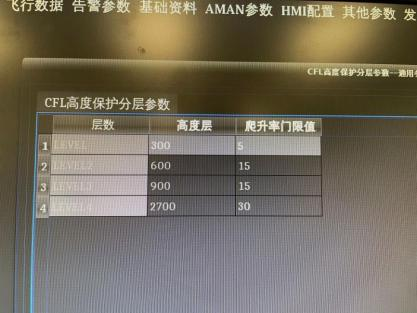 飞行数据 告警参数 基础资料 AMAN参数 HMI配置 其他参数 发
CFL高度保护分层参数--通用
CFL高度保护分层参数
层数 高度层 爬升率门限值
1 LEVEL 300 5
2 LEVEL2 600 15
3 LEVEL3 900 15
4 LEVEL4 2700 30